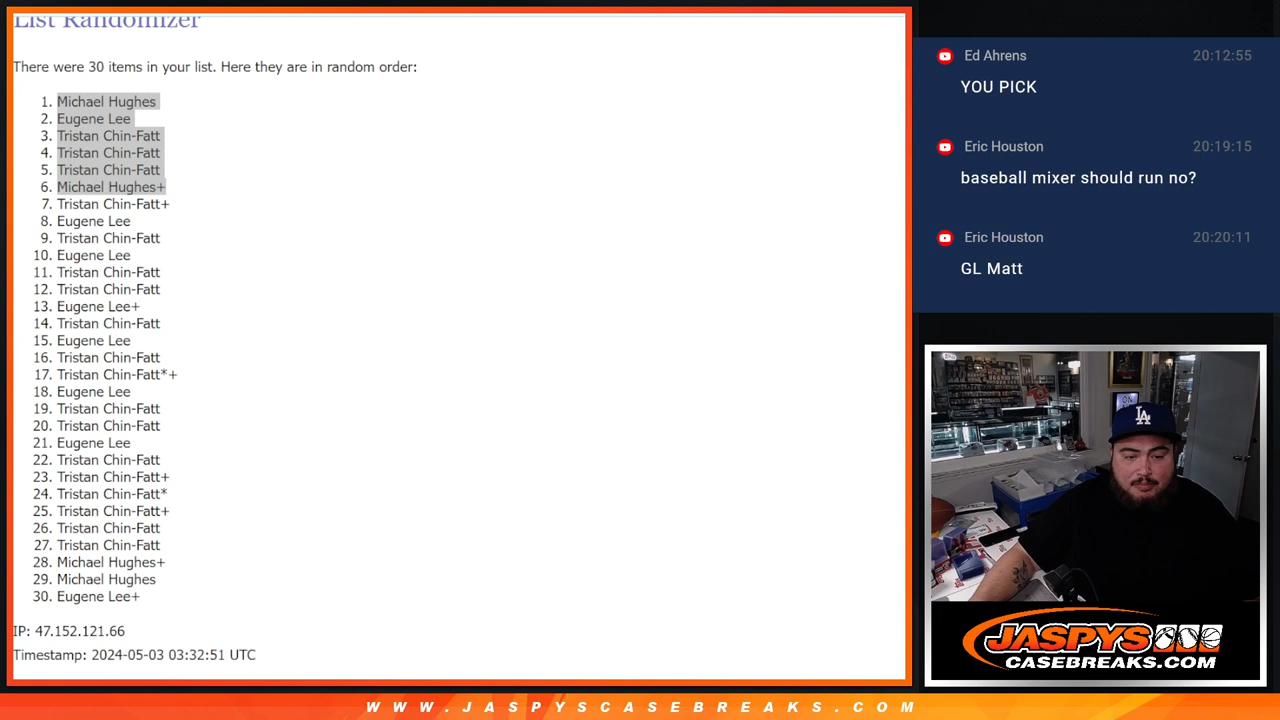 List Randomizer
There were 30 items in your list. Here they are in random order:
1. Michael Hughes
2. Eugene Lee
3. Tristan Chin-Fatt
4. Tristan Chin-Fatt
5. Tristan Chin-Fatt
6. Michael Hughes+
7. Tristan Chin-Fatt+
8. Eugene Lee
9. Tristan Chin-Fatt
10. Eugene Lee
11. Tristan Chin-Fatt
12. Tristan Chin-Fatt
13. Eugene Lee+
14. Tristan Chin-Fatt
15. Eugene Lee
16. Tristan Chin-Fatt
17. Tristan Chin-Fatt*+
18. Eugene Lee
19. Tristan Chin-Fatt
20. Tristan Chin-Fatt
21. Eugene Lee
22. Tristan Chin-Fatt
23. Tristan Chin-Fatt+
24. Tristan Chin-Fatt*
25. Tristan Chin-Fatt+
26. Tristan Chin-Fatt
27. Tristan Chin-Fatt
28. Michael Hughes+
29. Michael Hughes
30. Eugene Lee+
IP: 47.152.121.66
Timestamp: 2024-05-03 03:32:51 UTC
Ed Ahrens 20:12:55
YOU PICK
Eric Houston 20:19:15
baseball mixer should run no?
Eric Houston 20:20:11
GL Matt
ON
LA
JASPYS
CASEBREAKS.COM
WWW.JASPYSCASEBREAKS.COM